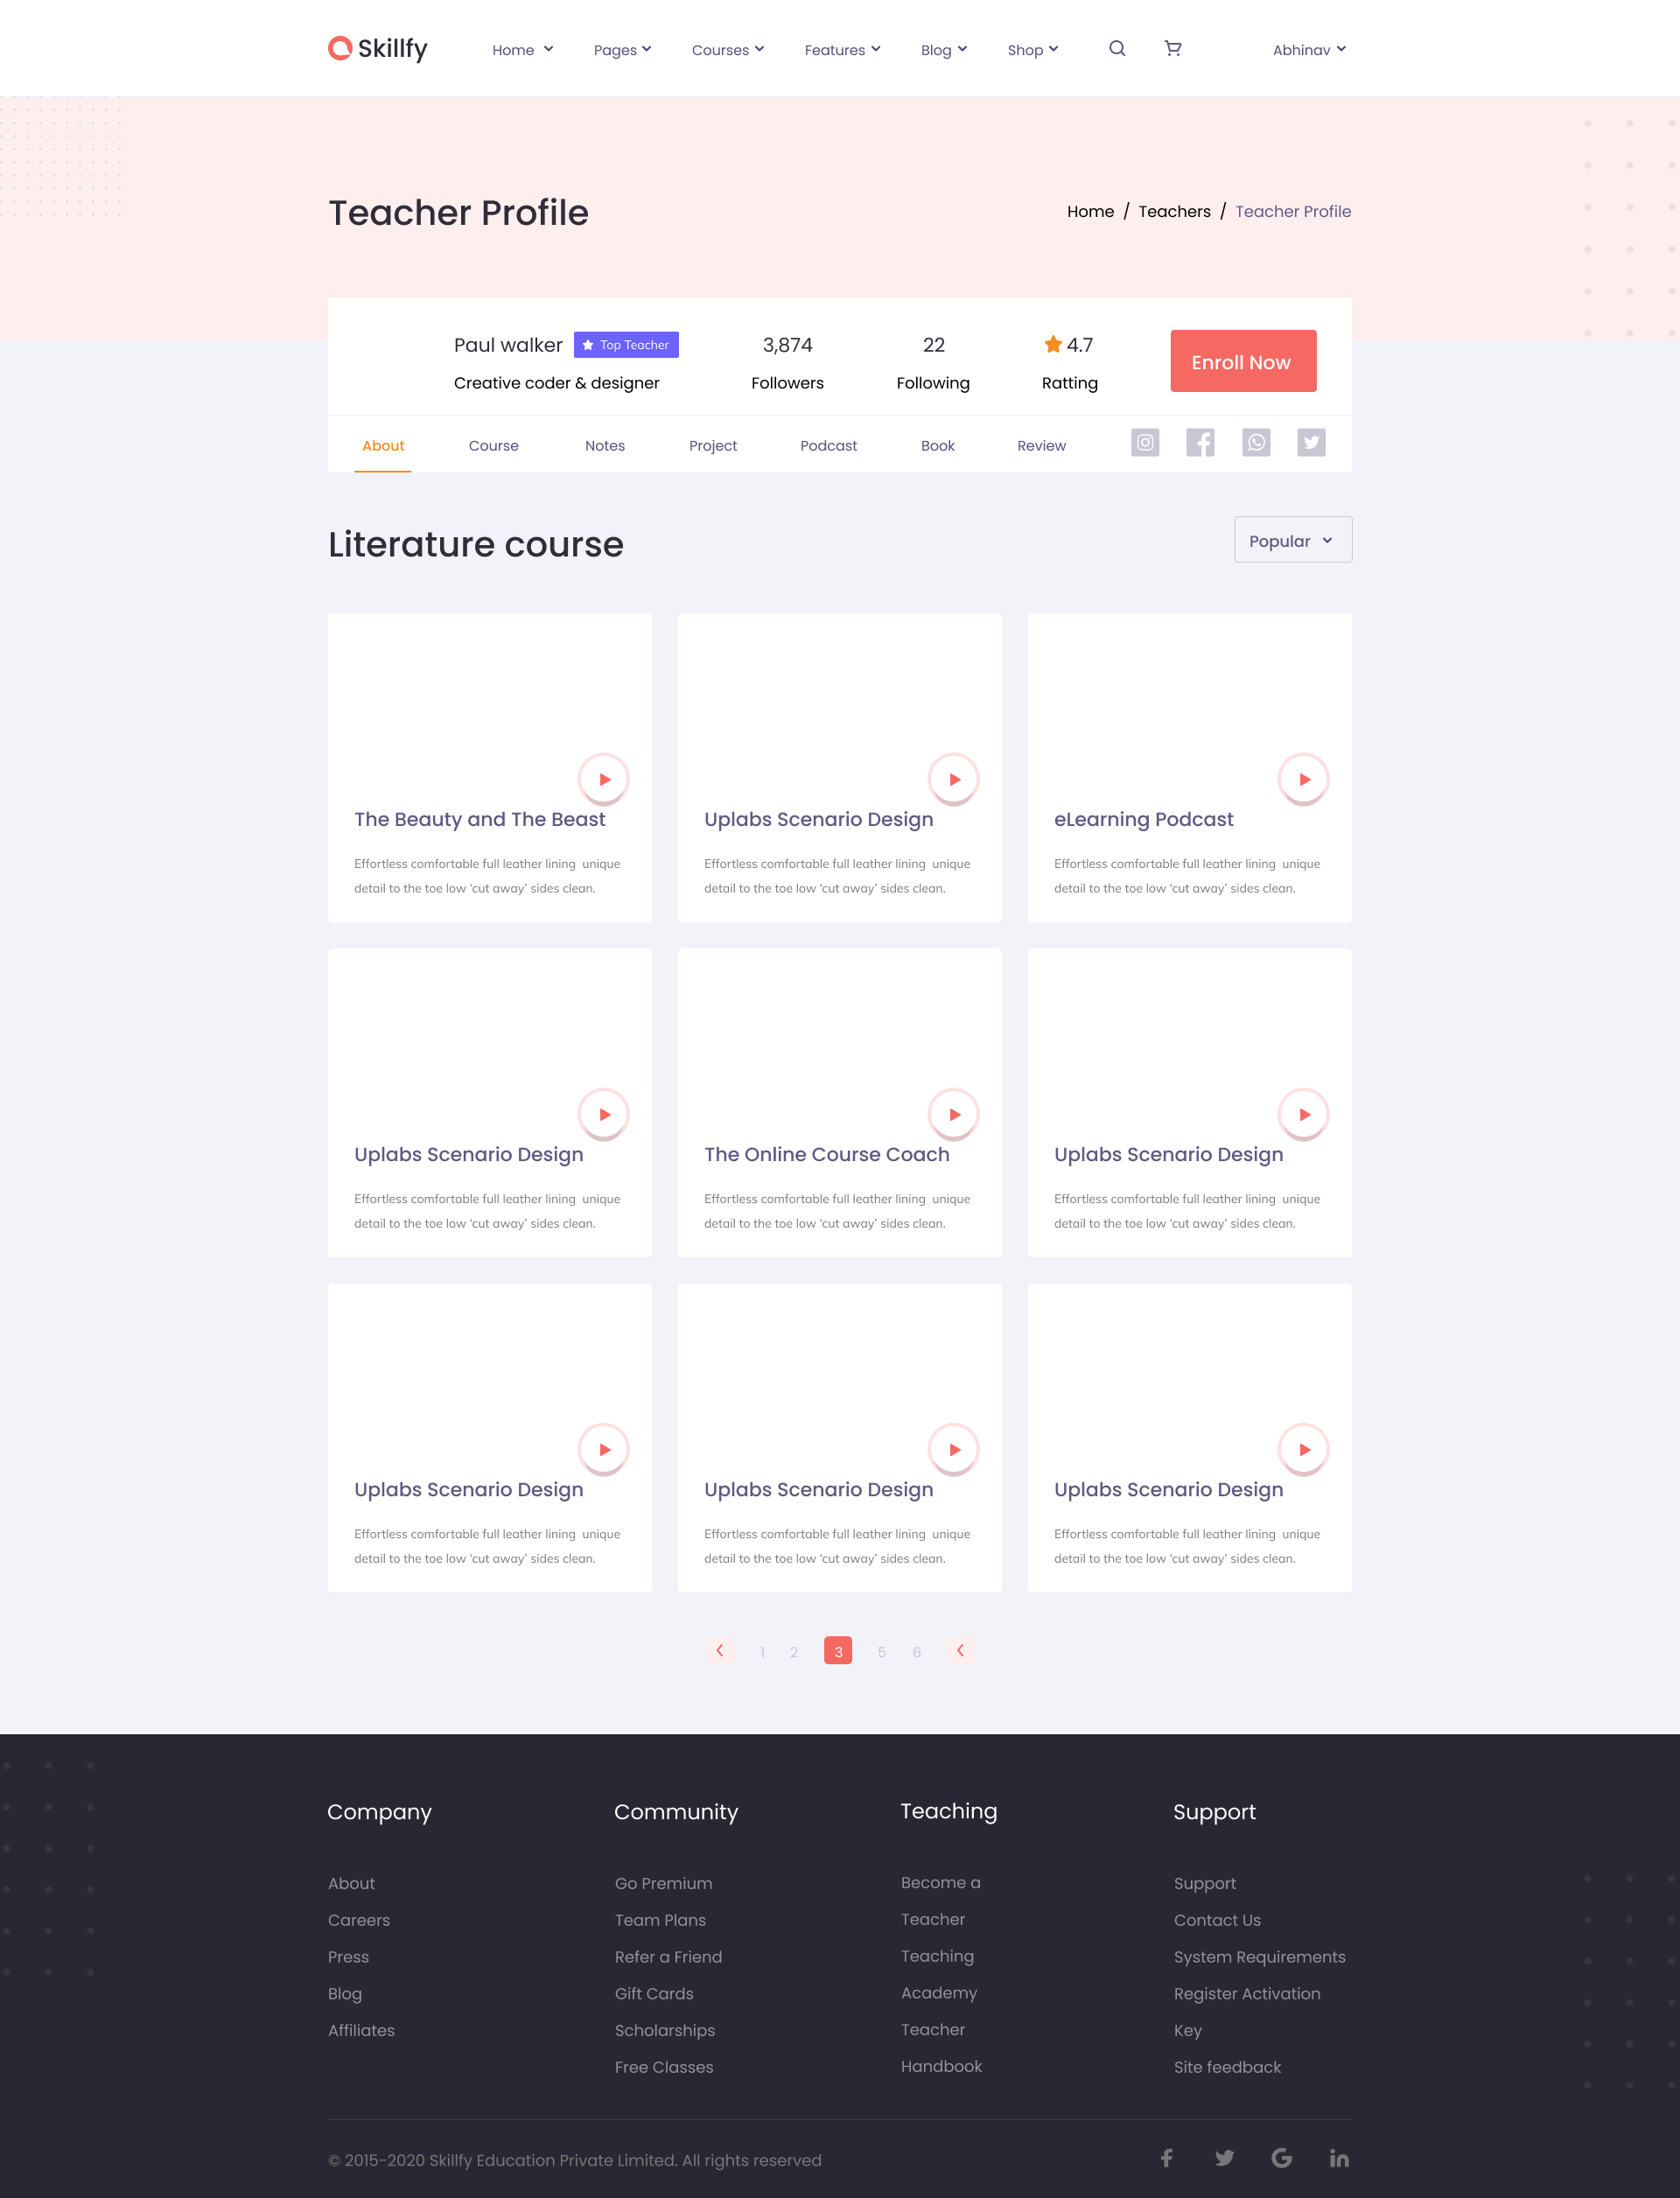 Skillfy
Home Pages Courses Features Blog Shop Abhinav
Teacher Profile
Home / Teachers / Teacher Profile
Paul walker
Top Teacher
Creative coder & designer
3,874
Followers
22
Following
4.7
Ratting
Enroll Now
About Course Notes Project Podcast Book Review
Literature course
Popular
The Beauty and The Beast
Effortless comfortable full leather lining unique
detail to the toe low ‘cut away’ sides clean.
Uplabs Scenario Design
Effortless comfortable full leather lining unique
detail to the toe low ‘cut away’ sides clean.
eLearning Podcast
Effortless comfortable full leather lining unique
detail to the toe low ‘cut away’ sides clean.
Uplabs Scenario Design
Effortless comfortable full leather lining unique
detail to the toe low ‘cut away’ sides clean.
The Online Course Coach
Effortless comfortable full leather lining unique
detail to the toe low ‘cut away’ sides clean.
Uplabs Scenario Design
Effortless comfortable full leather lining unique
detail to the toe low ‘cut away’ sides clean.
Uplabs Scenario Design
Effortless comfortable full leather lining unique
detail to the toe low ‘cut away’ sides clean.
Uplabs Scenario Design
Effortless comfortable full leather lining unique
detail to the toe low ‘cut away’ sides clean.
Uplabs Scenario Design
Effortless comfortable full leather lining unique
detail to the toe low ‘cut away’ sides clean.
1 2 3 5 6
Company
About
Careers
Press
Blog
Affiliates
Community
Go Premium
Team Plans
Refer a Friend
Gift Cards
Scholarships
Free Classes
Teaching
Become a
Teacher
Teaching
Academy
Teacher
Handbook
Support
Support
Contact Us
System Requirements
Register Activation
Key
Site feedback
© 2015-2020 Skillfy Education Private Limited. All rights reserved